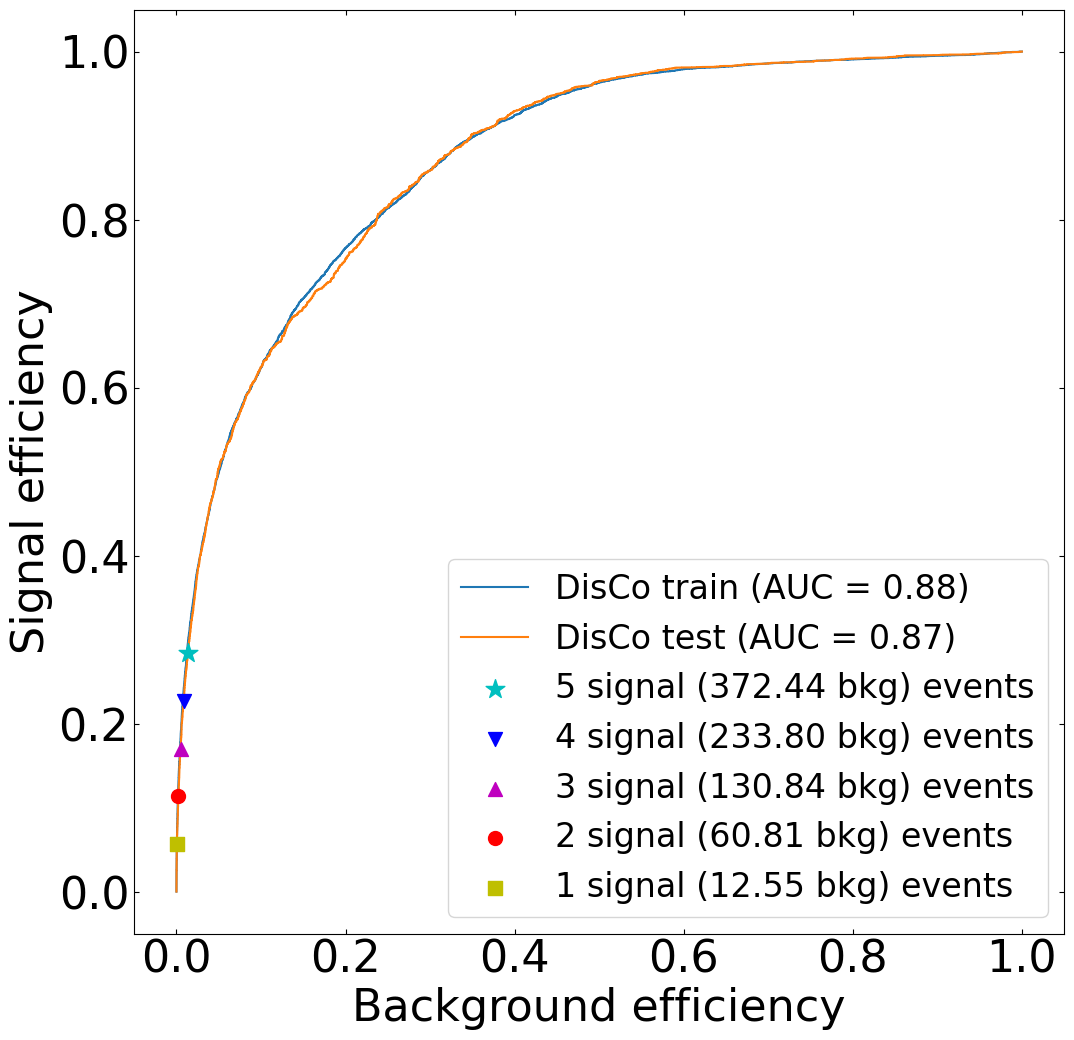 1.0
0.8
0.6
0.4
0.2
0.0
Signal efficiency
DisCo train (AUC = 0.88)
DisCo test (AUC = 0.87)
5 signal (372.44 bkg) events
4 signal (233.80 bkg) events
3 signal (130.84 bkg) events
2 signal (60.81 bkg) events
1 signal (12.55 bkg) events
0.0 0.2 0.4 0.6 0.8 1.0
Background efficiency